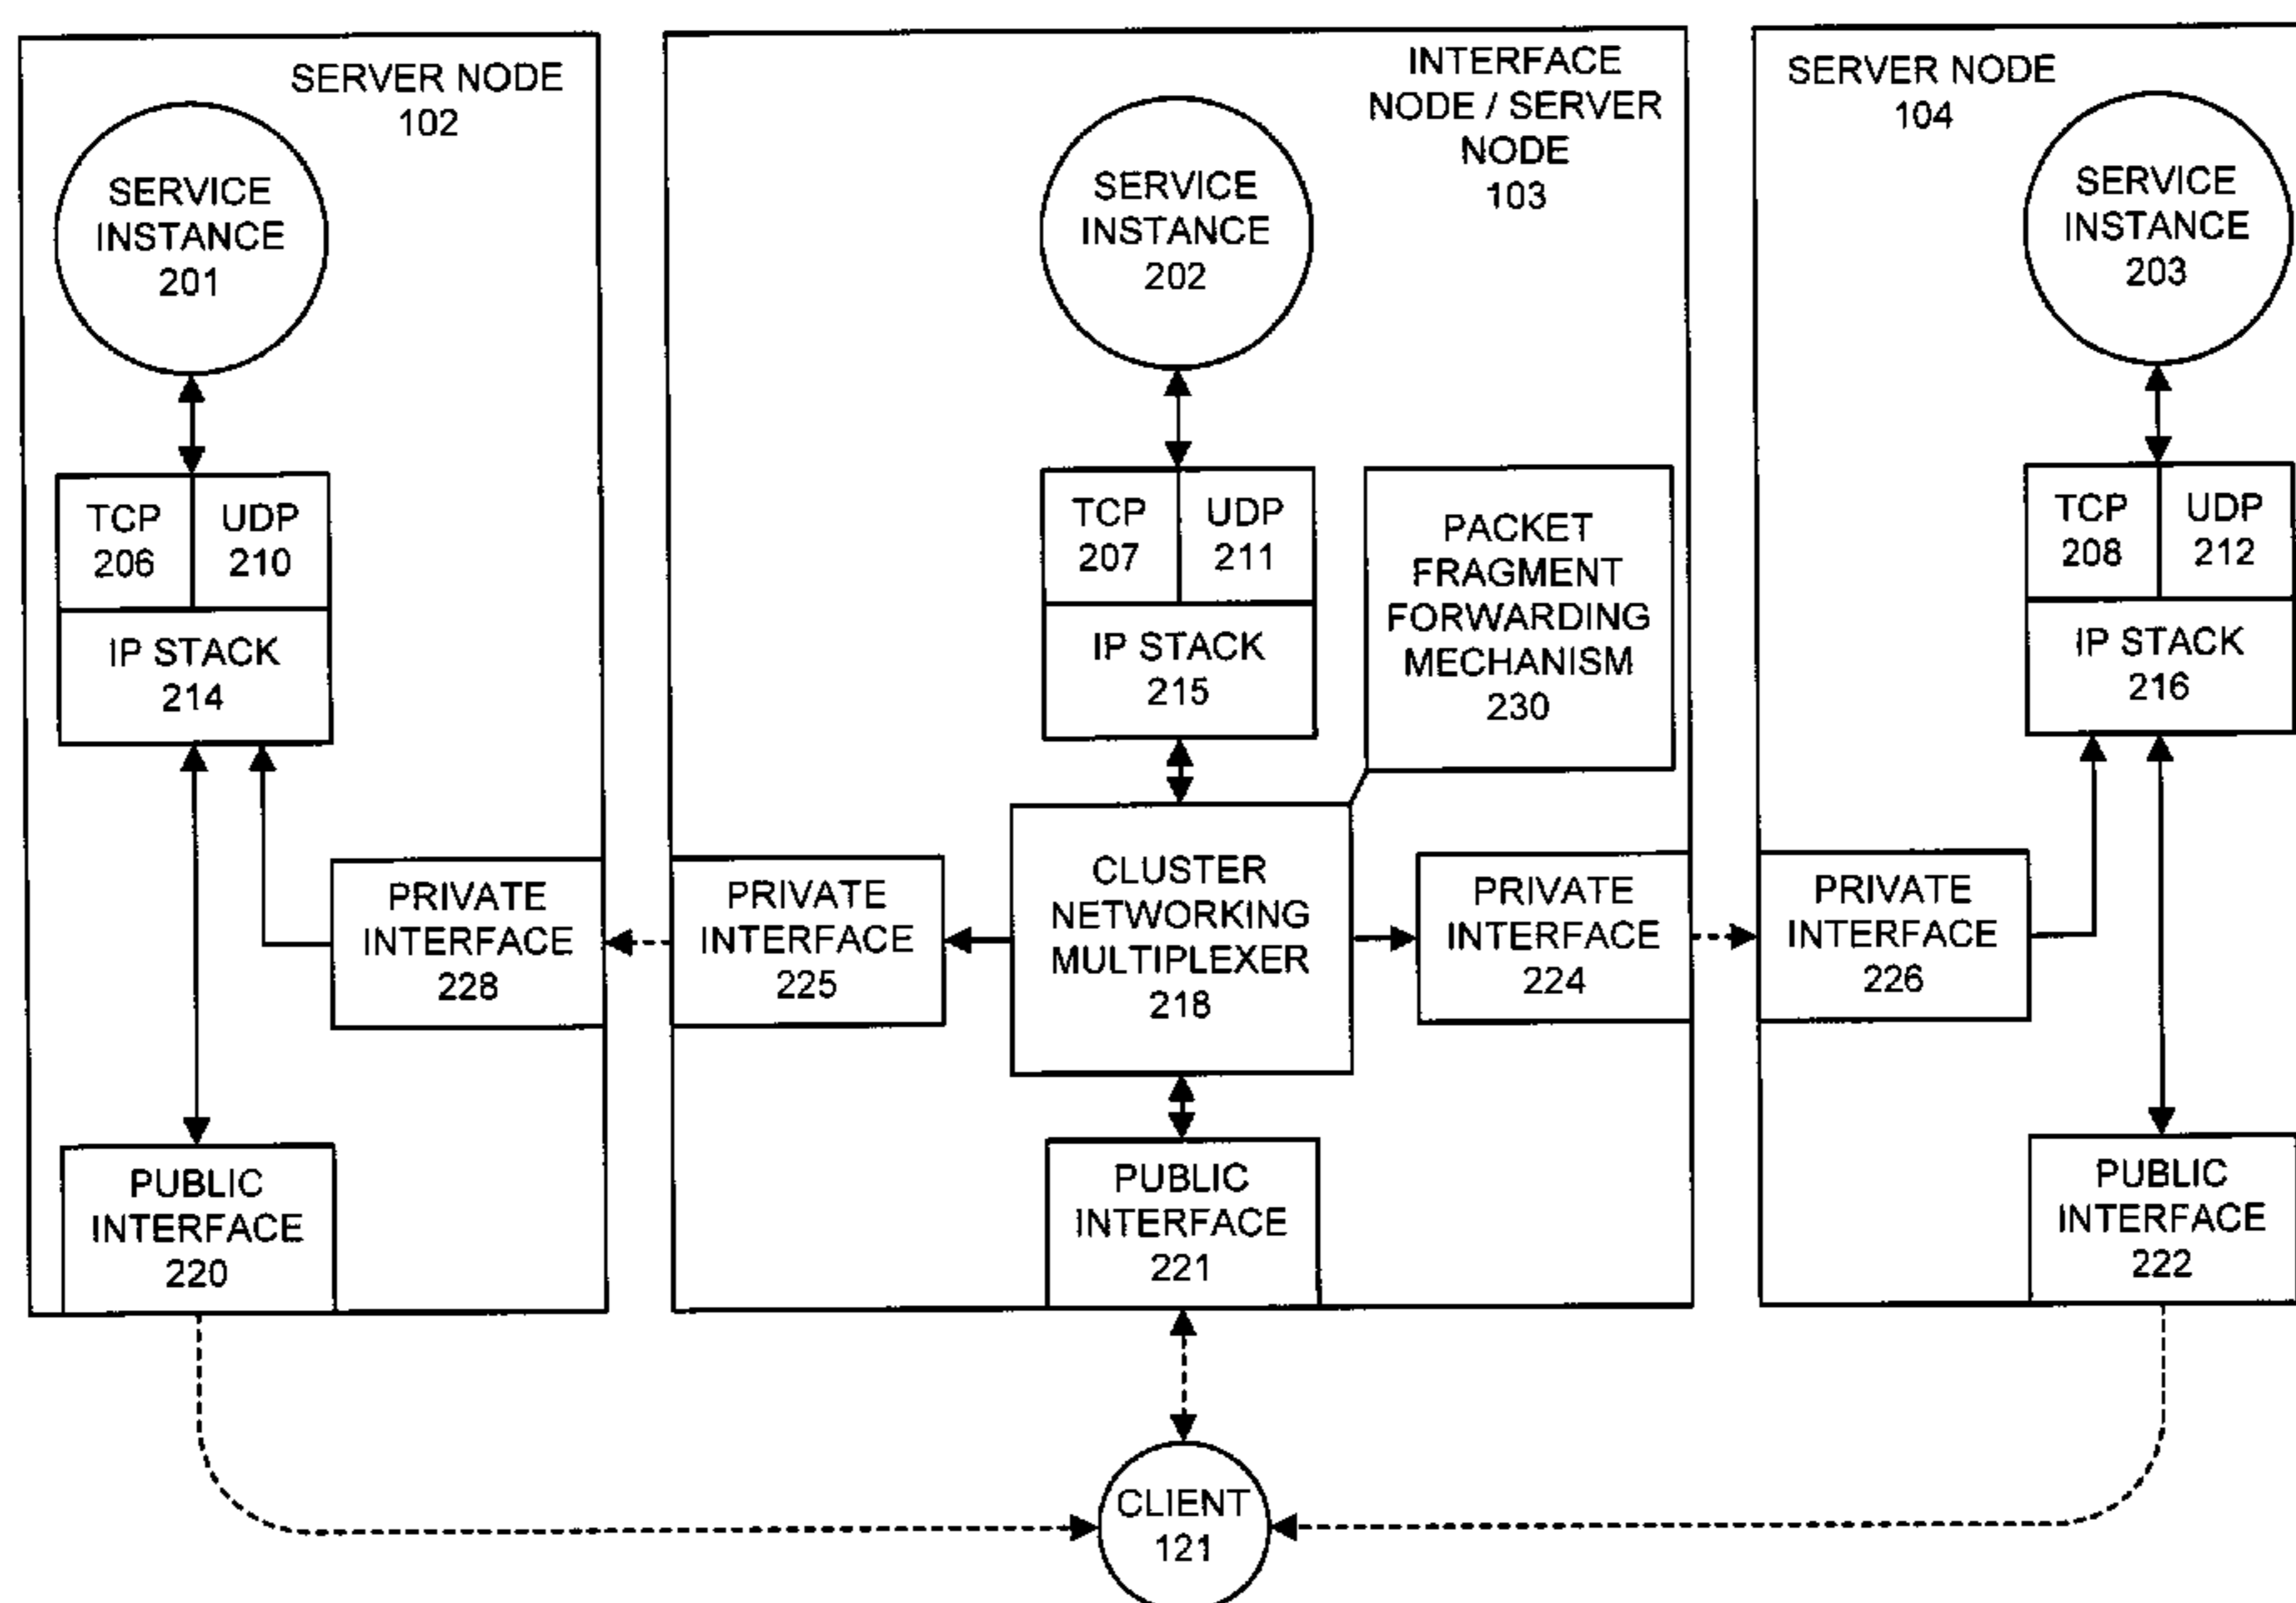 SERVER NODE
102
SERVICE
INSTANCE
201
TCP
206
UDP
210
IP STACK
214
PRIVATE
INTERFACE
228
PUBLIC
INTERFACE
220
INTERFACE
NODE / SERVER
NODE
103
SERVICE
INSTANCE
202
TCP
207
UDP
211
IP STACK
215
PACKET
FRAGMENT
FORWARDING
MECHANISM
230
PRIVATE
INTERFACE
225
CLUSTER
NETWORKING
MULTIPLEXER
218
PRIVATE
INTERFACE
224
PUBLIC
INTERFACE
221
SERVER NODE
104
SERVICE
INSTANCE
203
TCP
208
UDP
212
IP STACK
216
PRIVATE
INTERFACE
226
PUBLIC
INTERFACE
222
CLIENT
121